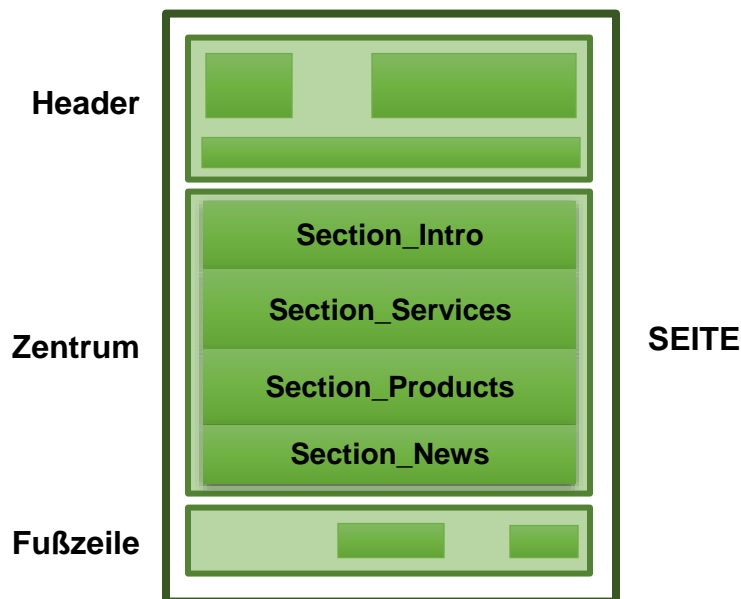 Header
Section_Intro
Section_Services
Zentrum
SEITE
Section_Products
Section_News
Fußzeile